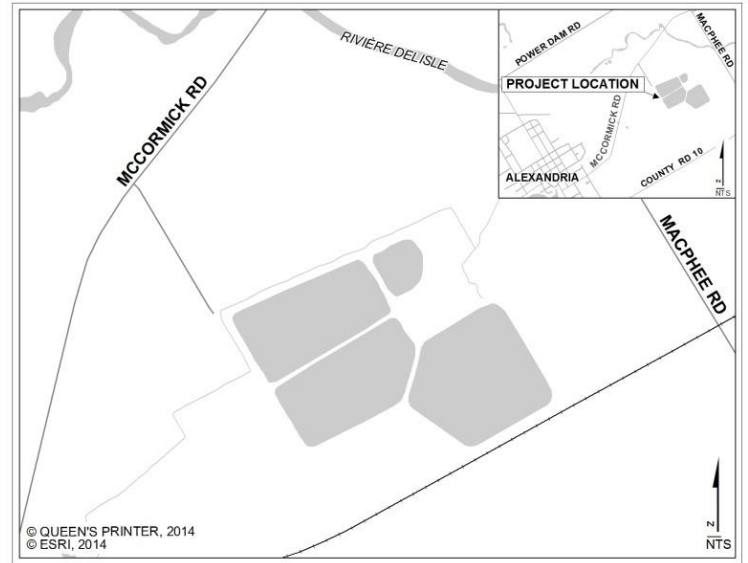 RIVIÈRE DELISLE
MCCORMICK RD
MACPHEE RD
© QUEEN'S PRINTER, 2014
© ESRI, 2014
N
NTS
POWER DAM RD
MACPHEE RD
PROJECT LOCATION
MCCORMICK RD
ALEXANDRIA
COUNTY RD 10
N
NTS